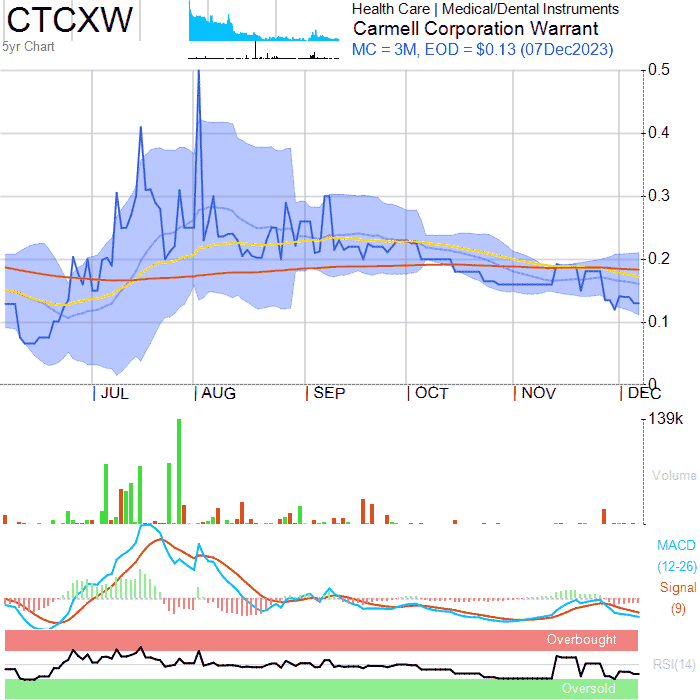 CTCXW
5yr Chart
Health Care | Medical/Dental Instruments
Carmell Corporation Warrant
MC = 3M, EOD = $0.13 (07Dec2023)
0.5
0.4
0.3
0.2
0.1
0
JUL AUG SEP OCT NOV DEC
139k
Volume
MACD
(12-26)
Signal
(9)
Overbought
RSI(14)
Oversold